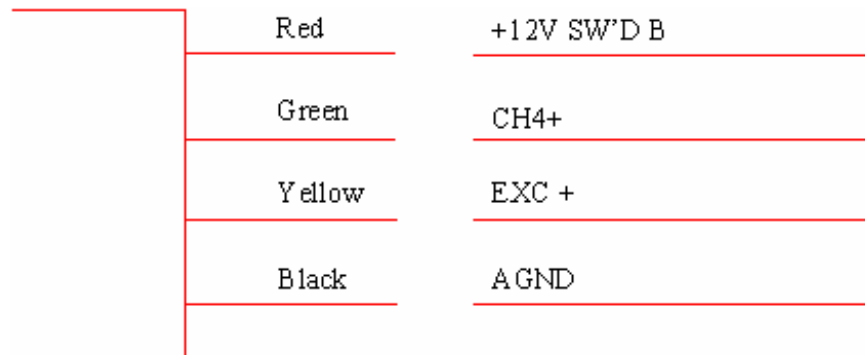 Red +12V SW’D B
Green CH4+
Yellow EXC +
Black AGND